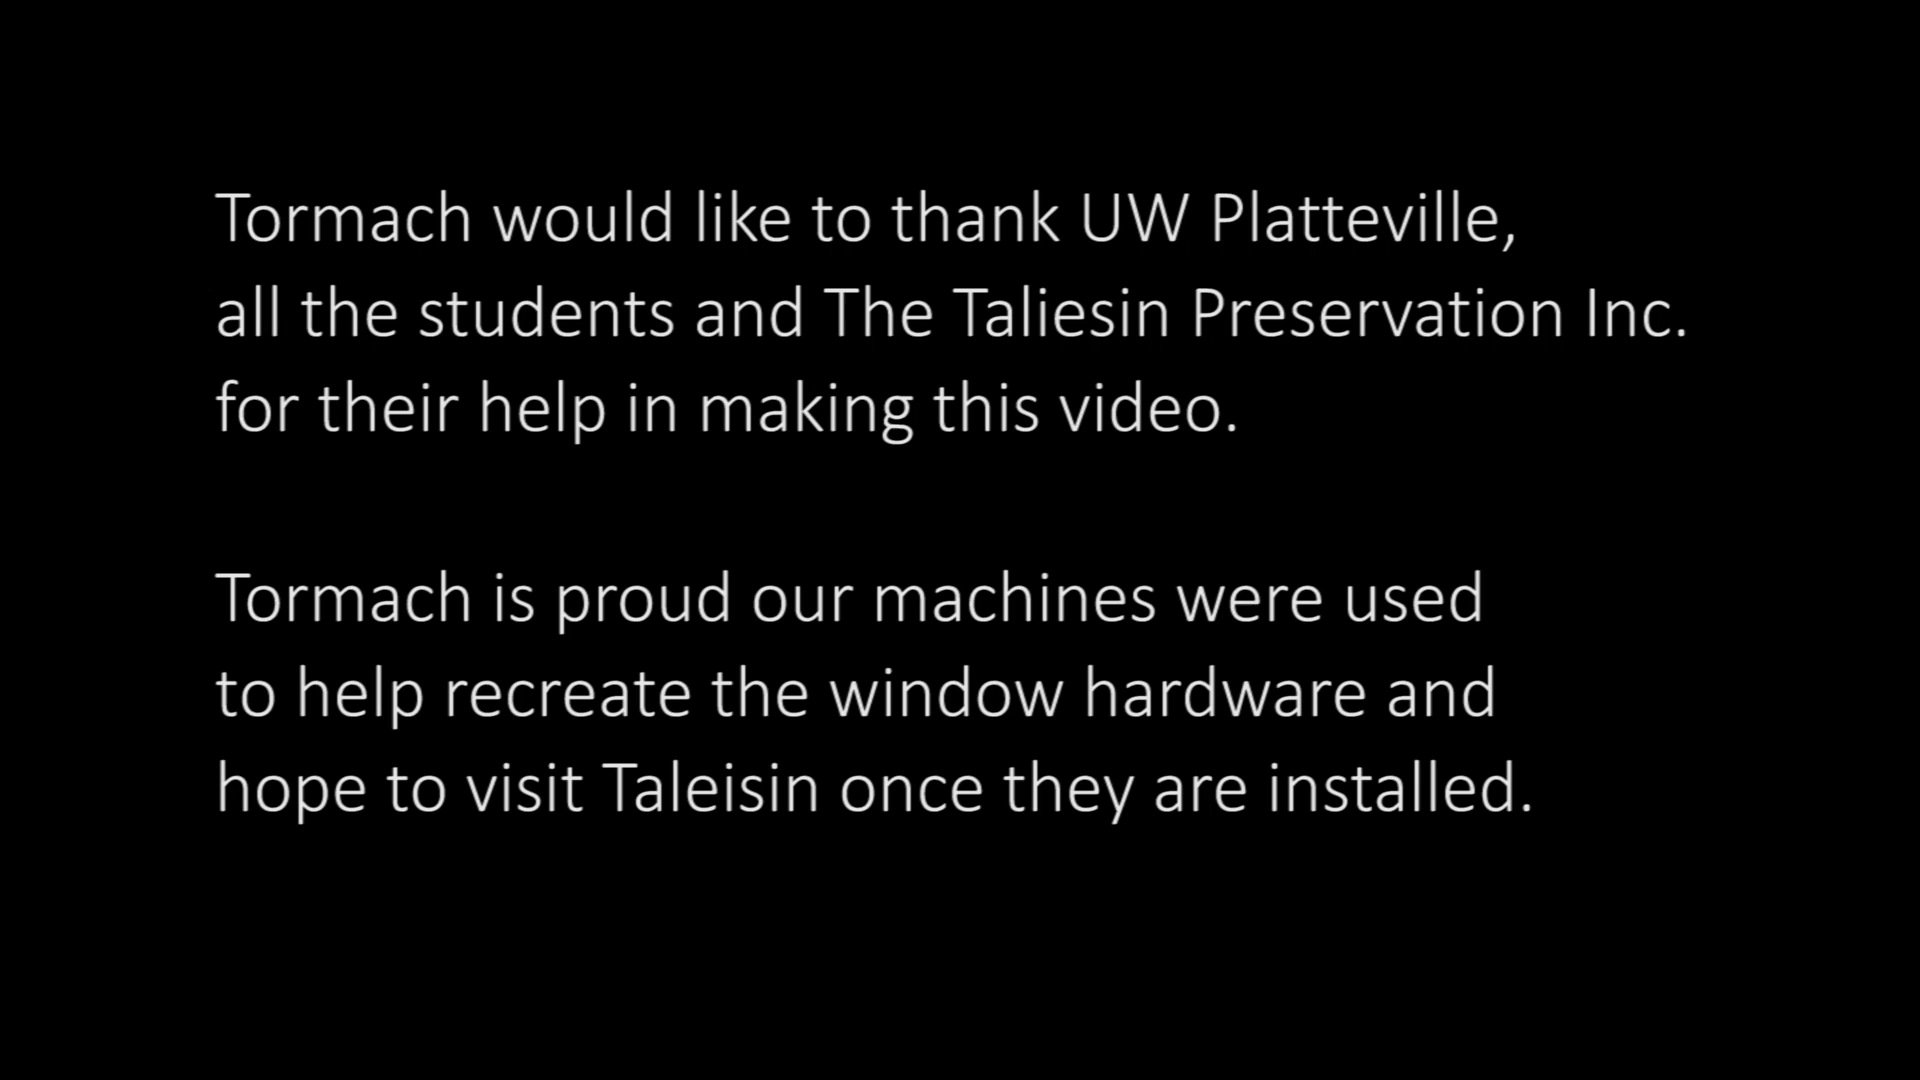 Tormach would like to thank UW Platteville,
all the students and The Taliesin Preservation Inc.
for their help in making this video.
Tormach is proud our machines were used
to help recreate the window hardware and
hope to visit Taleisin once they are installed.